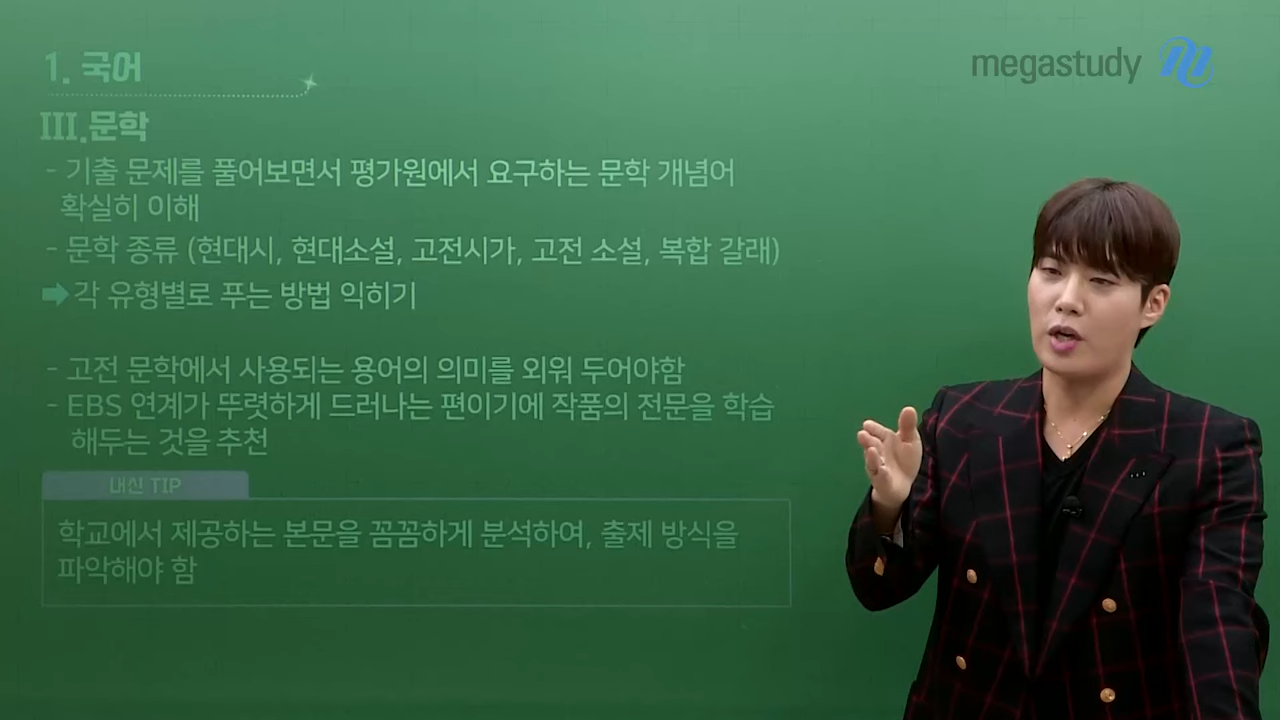 1. 국어
megastudy
III.문학
- 기출 문제를 풀어보면서 평가원에서 요구하는 문학 개념어
확실히 이해
- 문학 종류 (현대시, 현대소설, 고전시가, 고전 소설, 복합 갈래)
➡각 유형별로 푸는 방법 익히기
- 고전 문학에서 사용되는 용어의 의미를 외워 두어야함
- EBS 연계가 뚜렷하게 드러나는 편이기에 작품의 전문을 학습
해두는 것을 추천
내신 TIP
학교에서 제공하는 본문을 꼼꼼하게 분석하여, 출제 방식을
파악해야 함